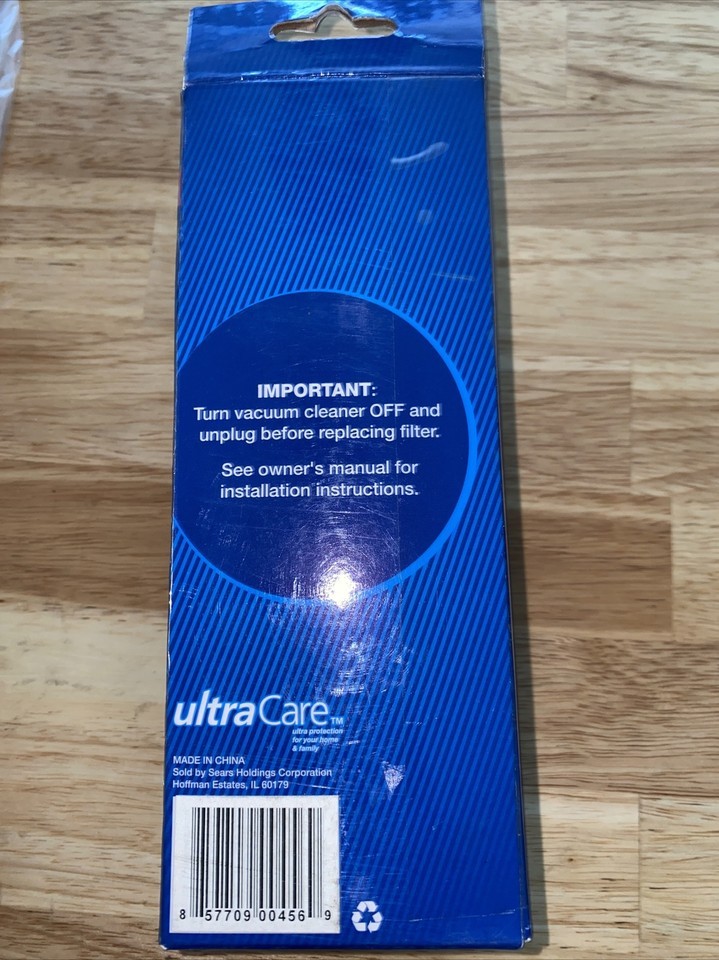 IMPORTANT:
Turn vacuum cleaner OFF and
unplug before replacing filter.
See owner's manual for
installation instructions.
ultraCare™
ultra protection
for your home
& family
MADE IN CHINA
Sold by Sears Holdings Corporation
Hoffman Estates, IL 60179
8 57709 00456 9